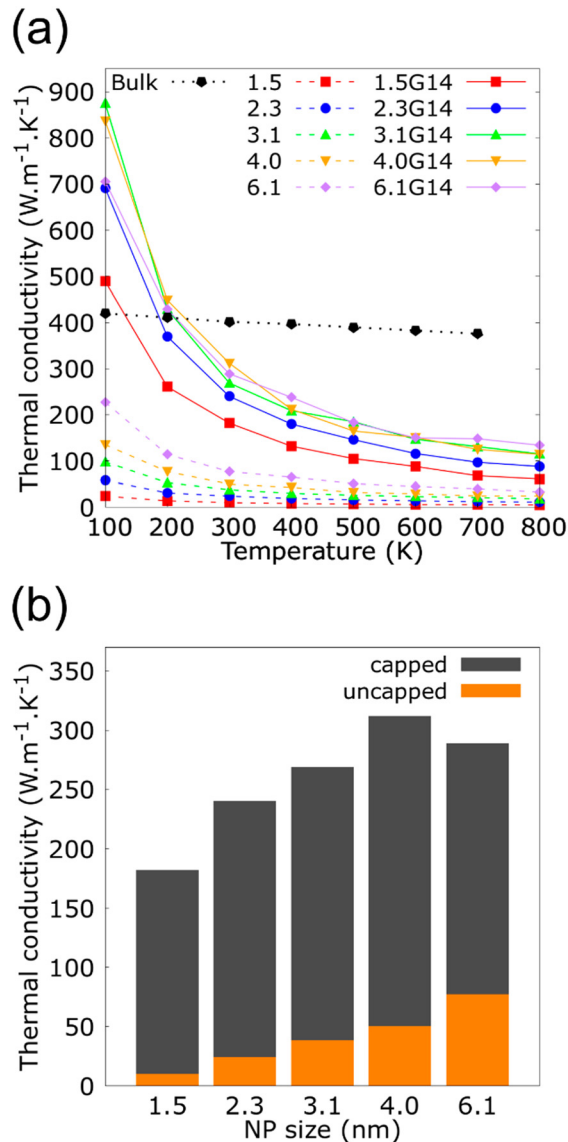 (a)
Thermal conductivity (W.m⁻¹.K⁻¹)
900
800
700
600
500
400
300
200
100
0
Bulk 1.5 1.5G14
2.3 2.3G14
3.1 3.1G14
4.0 4.0G14
6.1 6.1G14
100 200 300 400 500 600 700 800
Temperature (K)
(b)
Thermal conductivity (W.m⁻¹.K⁻¹)
350
300
250
200
150
100
50
0
capped
uncapped
1.5 2.3 3.1 4.0 6.1
NP size (nm)